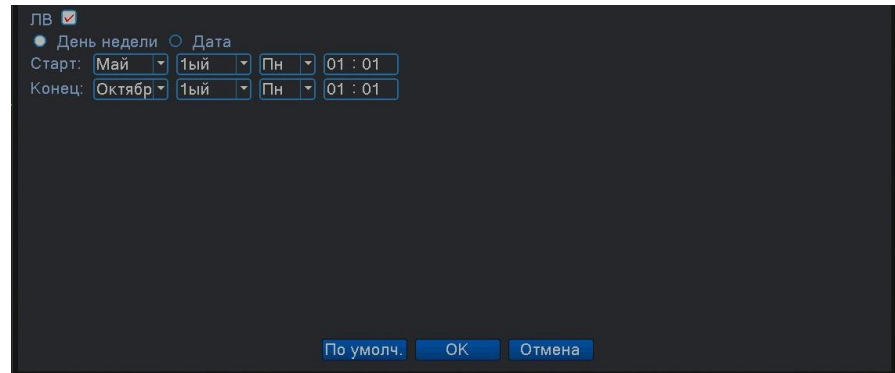 ЛВ
День недели Дата
Старт: Май 1ый Пн 01 : 01
Конец: Октябр 1ый Пн 01 : 01
По умолч. OK Отмена